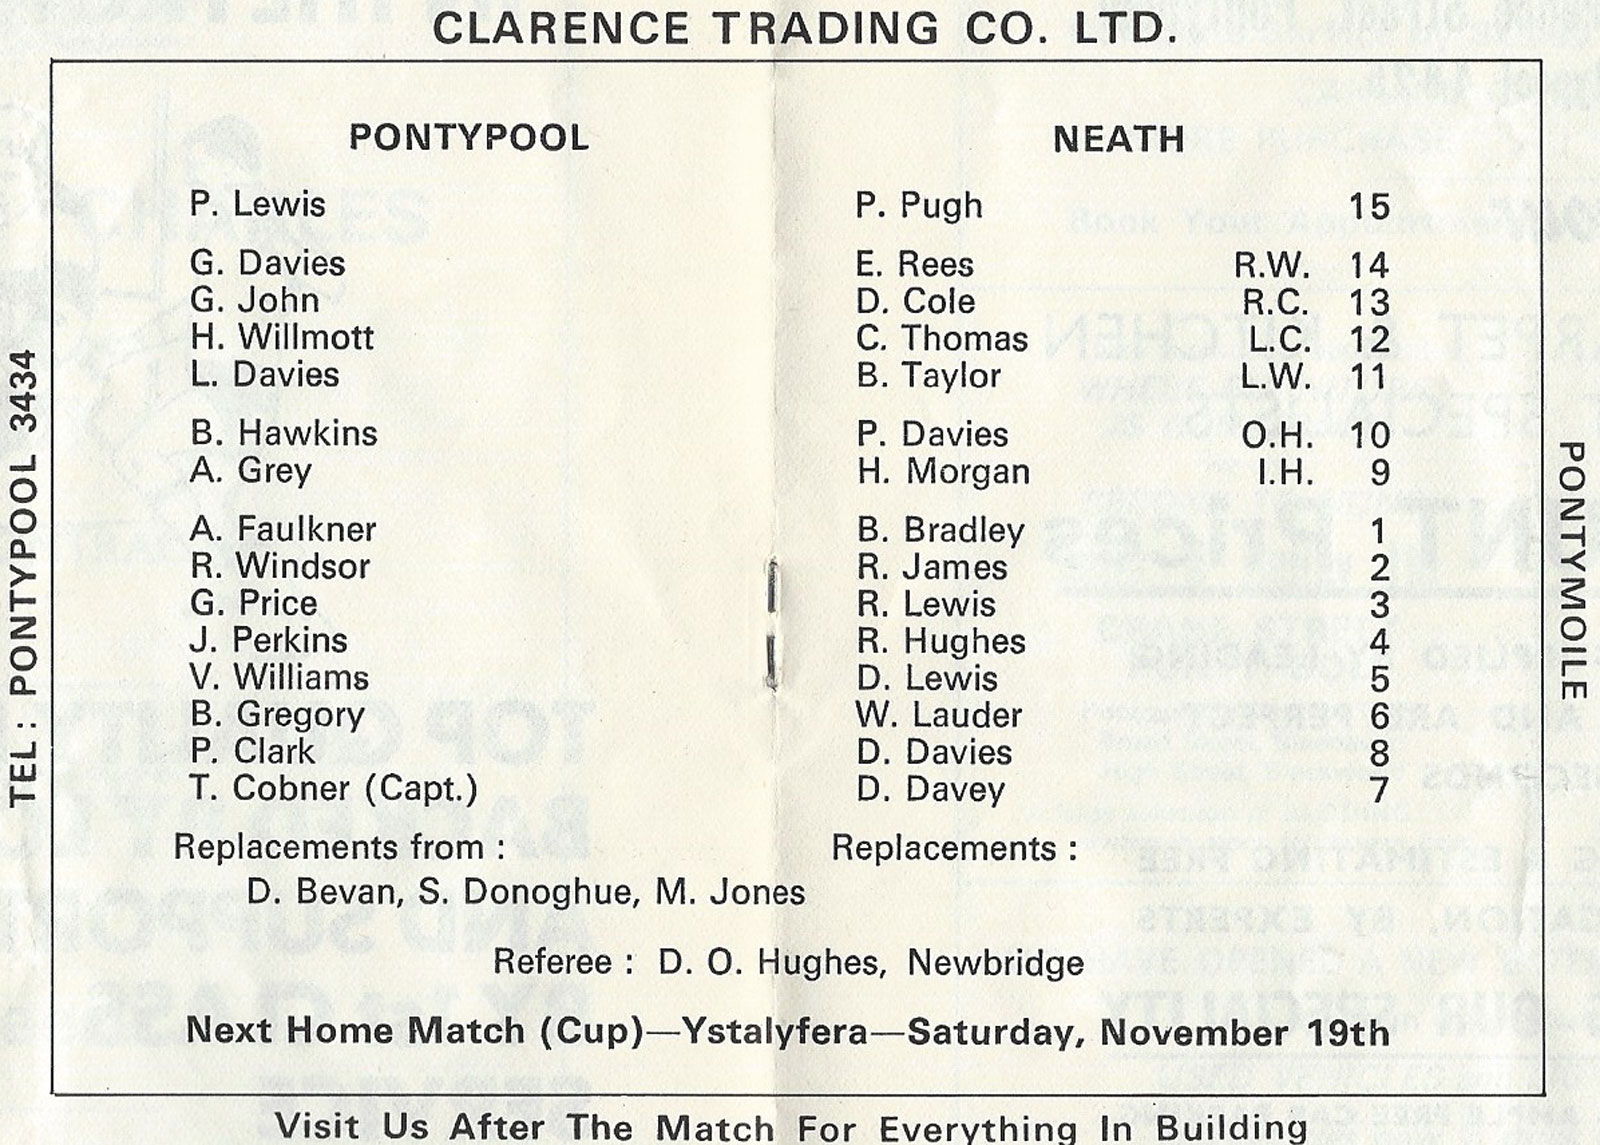 CLARENCE TRADING CO. LTD.
TEL : PONTYPOOL 3434
PONTYPOOL
P. Lewis
G. Davies
G. John
H. Willmott
L. Davies
B. Hawkins
A. Grey
A. Faulkner
R. Windsor
G. Price
J. Perkins
V. Williams
B. Gregory
P. Clark
T. Cobner (Capt.)
Replacements from :
D. Bevan, S. Donoghue, M. Jones
NEATH
P. Pugh 15
E. Rees R.W. 14
D. Cole R.C. 13
C. Thomas L.C. 12
B. Taylor L.W. 11
P. Davies O.H. 10
H. Morgan I.H. 9
B. Bradley 1
R. James 2
R. Lewis 3
R. Hughes 4
D. Lewis 5
W. Lauder 6
D. Davies 8
D. Davey 7
Replacements :
Referee : D. O. Hughes, Newbridge
Next Home Match (Cup)—Ystalyfera—Saturday, November 19th
PONTYMOILE
Visit Us After The Match For Everything In Building